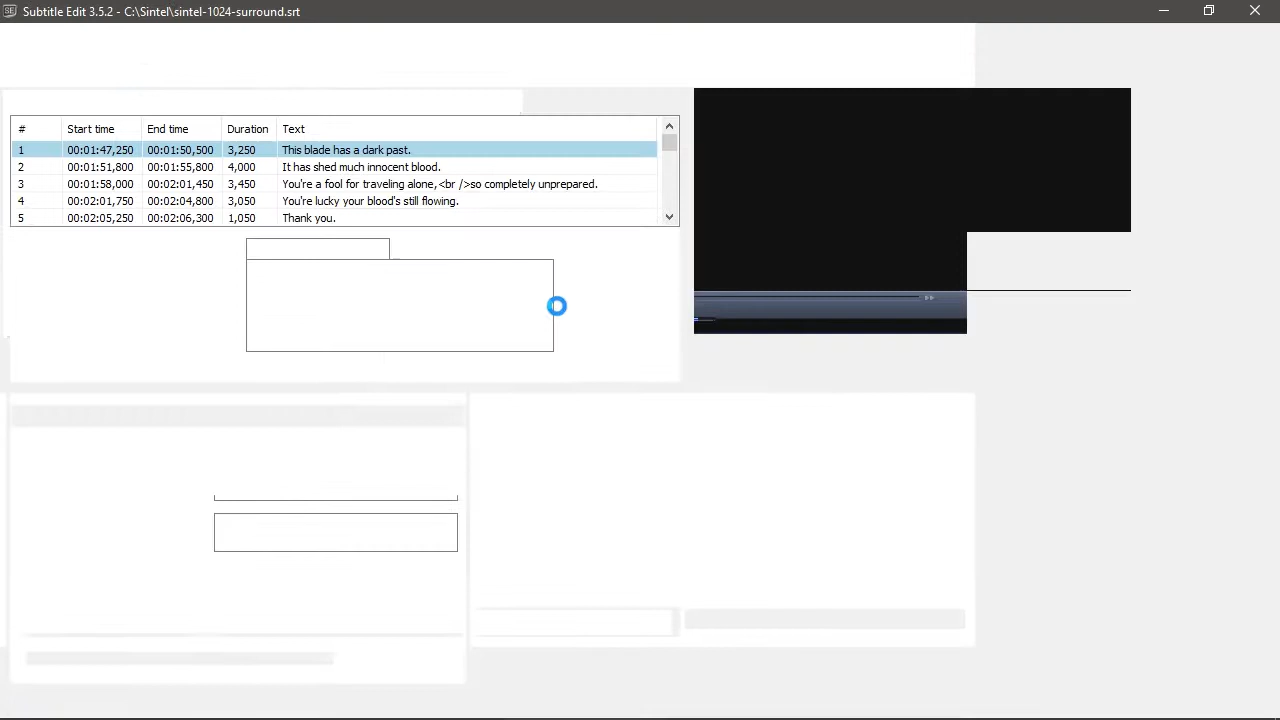 SE Subtitle Edit 3.5.2 - C:\Sintel\sintel-1024-surround.srt
# Start time End time Duration Text
1 00:01:47,250 00:01:50,500 3,250 This blade has a dark past.
2 00:01:51,800 00:01:55,800 4,000 It has shed much innocent blood.
3 00:01:58,000 00:02:01,450 3,450 You're a fool for traveling alone,<br />so completely unprepared.
4 00:02:01,750 00:02:04,800 3,050 You're lucky your blood's still flowing.
5 00:02:05,250 00:02:06,300 1,050 Thank you.